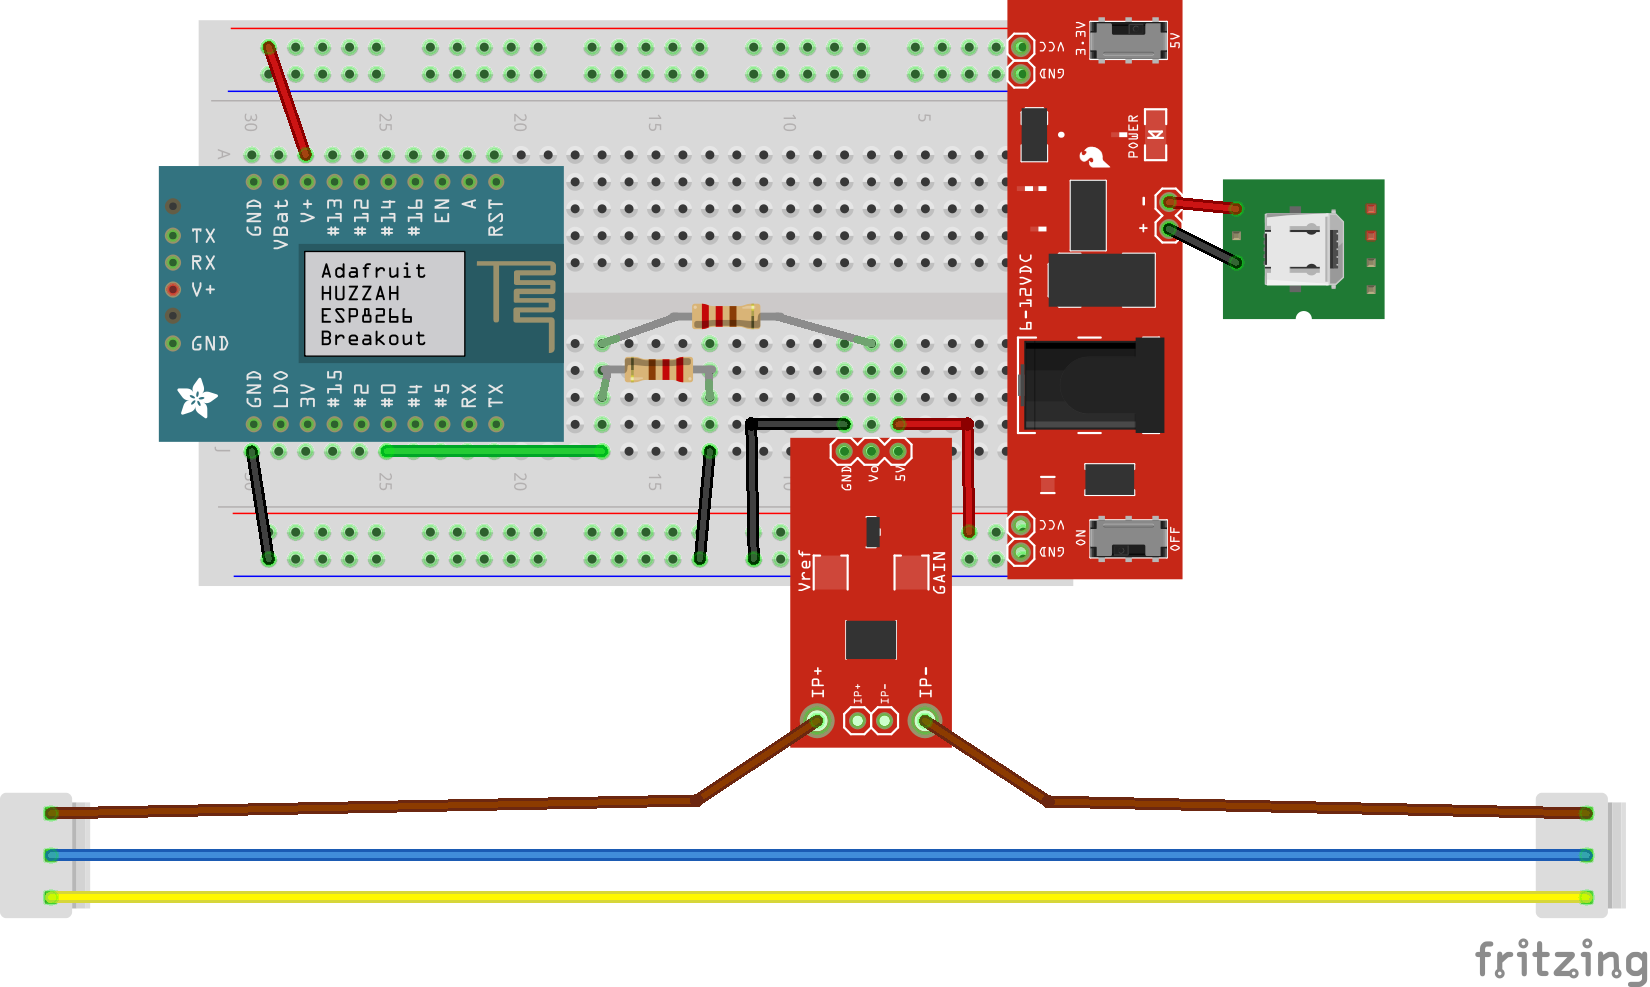 30
25
20
15
10
5
A
VCC
GND
3.3V
5V
POWER
-
+
6-12VDC
GND
VBat
V+
#13
#12
#14
#16
EN
A
RST
TX
RX
V+
GND
Adafruit
HUZZAH
ESP8266
Breakout
GND
LDO
3V
#15
#2
#0
#4
#5
RX
TX
J
30
25
20
15
10
GND
Vo
5V
Vref
GAIN
VCC
GND
ON
OFF
IP+
IP+
IP-
IP-
fritzing